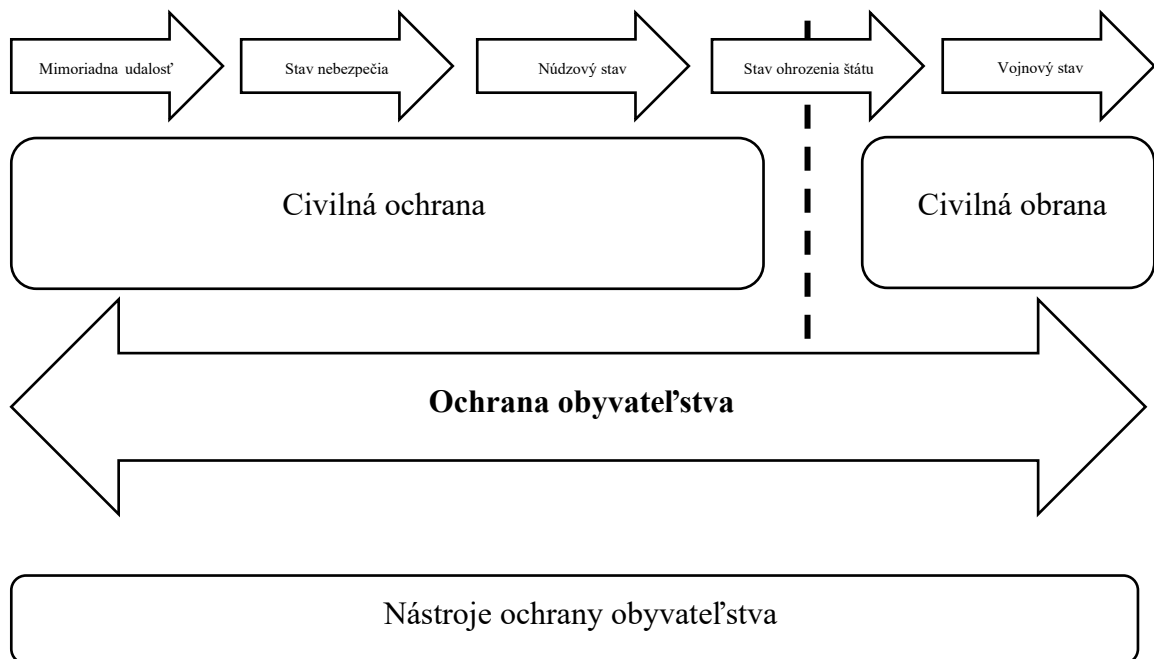 Mimoriadna udalosť
Stav nebezpečia
Núdzový stav
Stav ohrozenia štátu
Vojnový stav
Civilná ochrana
Civilná obrana
Ochrana obyvateľstva
Nástroje ochrany obyvateľstva